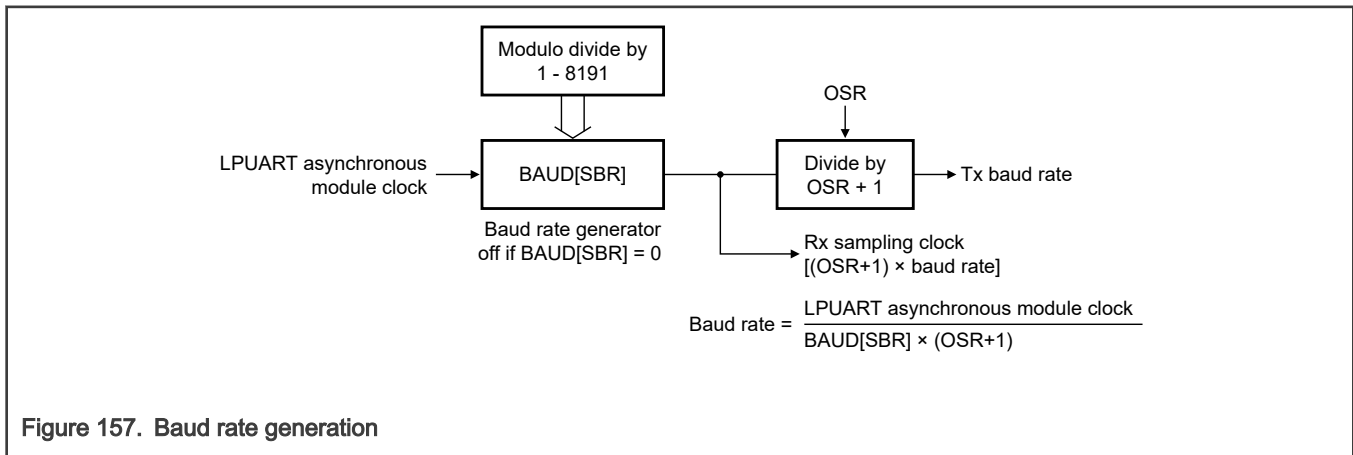 Modulo divide by
1 - 8191
OSR
LPUART asynchronous
module clock
BAUD[SBR]
Divide by
OSR + 1
Tx baud rate
Baud rate generator
off if BAUD[SBR] = 0
Rx sampling clock
[(OSR+1) × baud rate]
Baud rate = LPUART asynchronous module clock
BAUD[SBR] × (OSR+1)
Figure 157. Baud rate generation